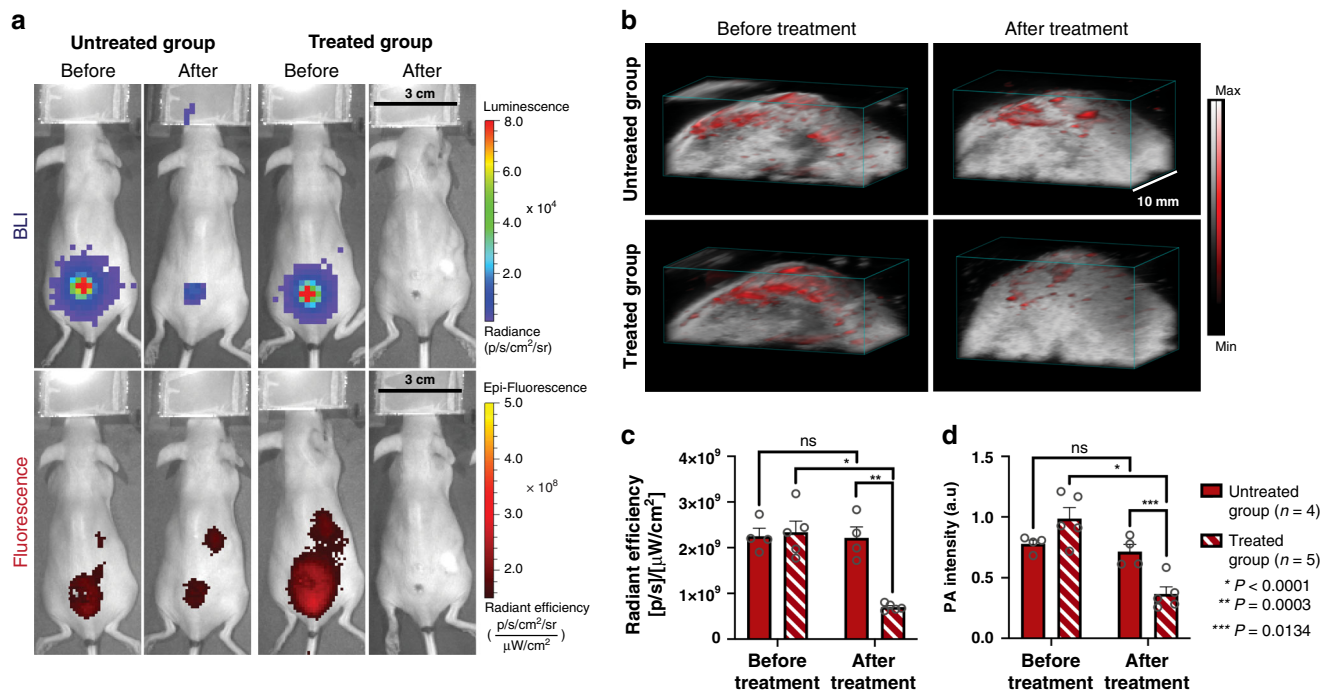 a
Untreated group
Treated group
Before
After
Before
After
3 cm
BLI
Luminescence
8.0
6.0
x 10⁴
4.0
2.0
Radiance
(p/s/cm²/sr)
3 cm
Fluorescence
Epi-Fluorescence
5.0
4.0
× 10⁸
3.0
2.0
Radiant efficiency
(p/s/cm²/sr
µW/cm²)
b
Before treatment
After treatment
Untreated group
Treated group
10 mm
Max
Min
c
Radiant efficiency
[p/s]/[µW/cm²]
4×10⁹
3×10⁹
2×10⁹
1×10⁹
0
ns
*
**
Before
treatment
After
treatment
d
PA intensity (a.u)
1.5
1.0
0.5
0.0
ns
*
***
Before
treatment
After
treatment
Untreated
group (n = 4)
Treated
group (n = 5)
* P < 0.0001
** P = 0.0003
*** P = 0.0134